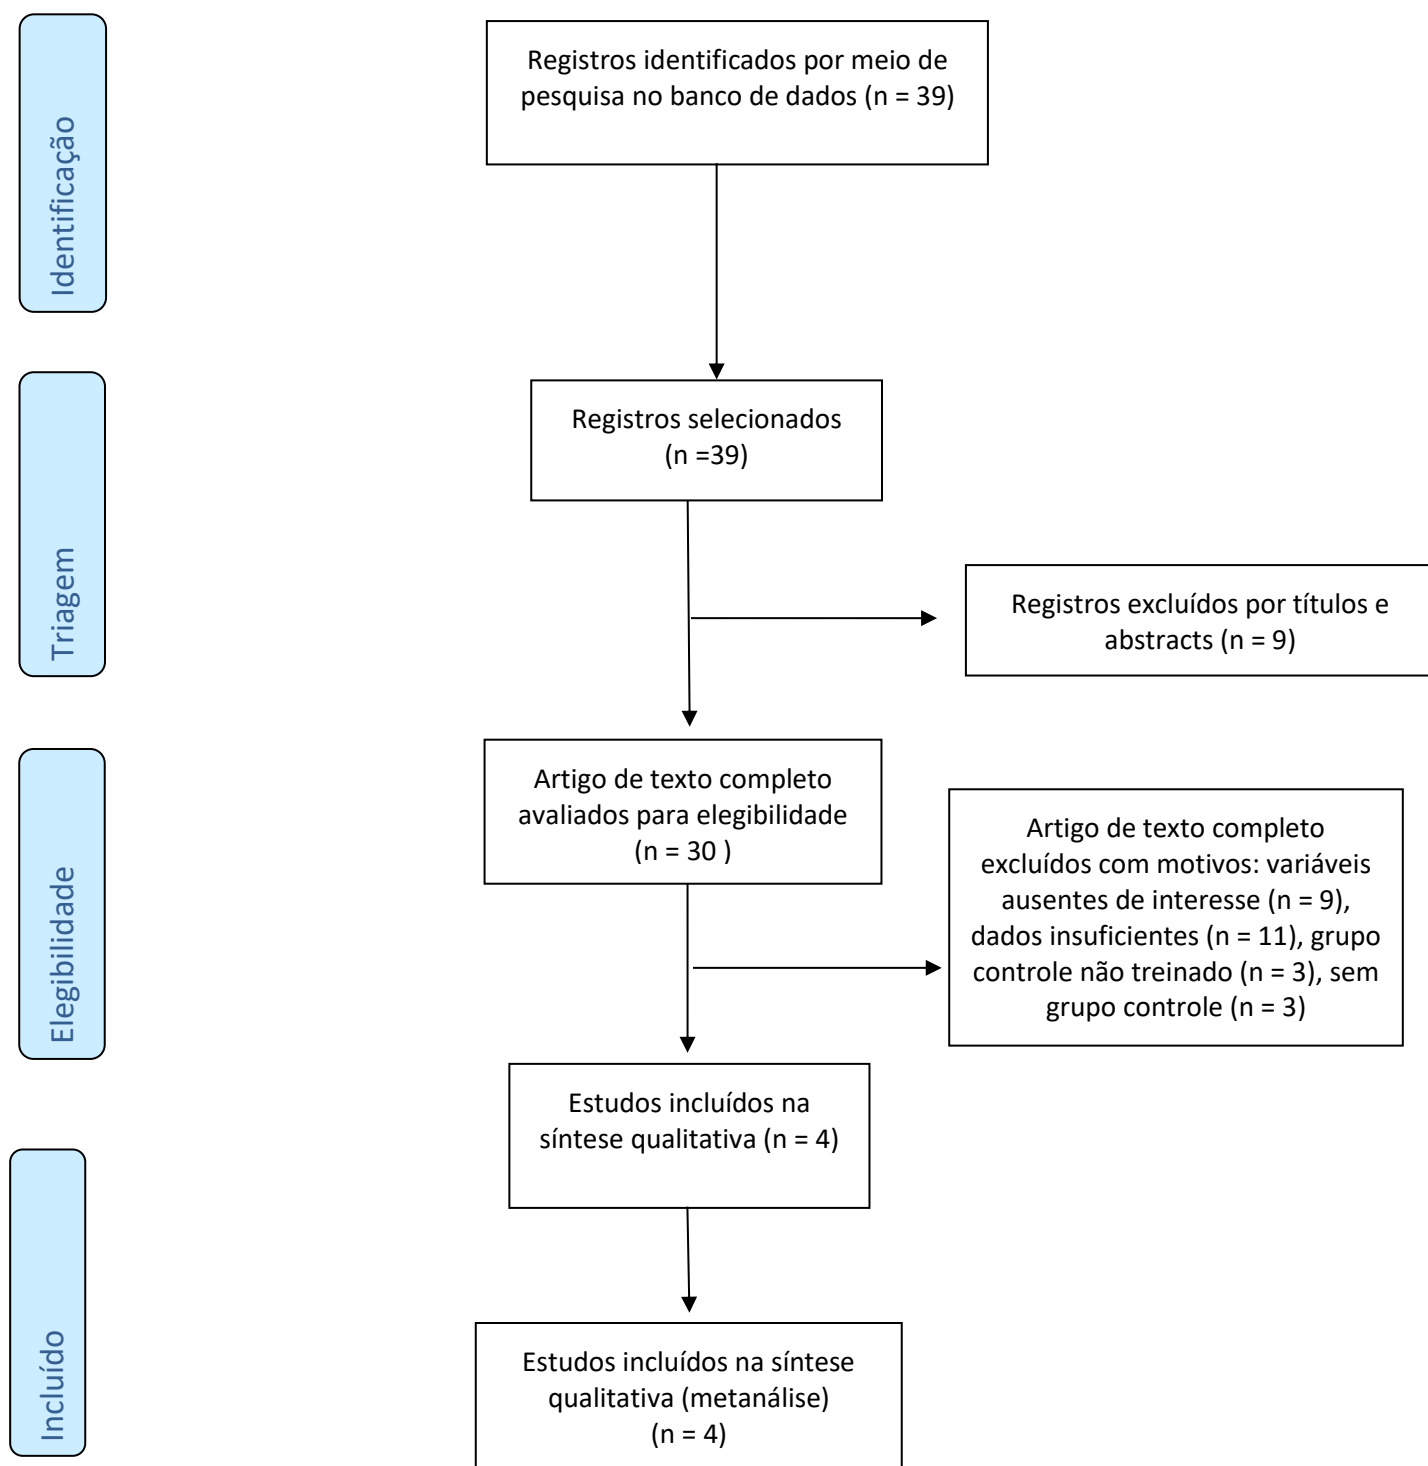 Identificação
Registros identificados por meio de
pesquisa no banco de dados (n = 39)
Triagem
Registros selecionados
(n =39)
Registros excluídos por títulos e
abstracts (n = 9)
Elegibilidade
Artigo de texto completo
avaliados para elegibilidade
(n = 30 )
Artigo de texto completo
excluídos com motivos: variáveis
ausentes de interesse (n = 9),
dados insuficientes (n = 11), grupo
controle não treinado (n = 3), sem
grupo controle (n = 3)
Estudos incluídos na
síntese qualitativa (n = 4)
Incluído
Estudos incluídos na síntese
qualitativa (metanálise)
(n = 4)